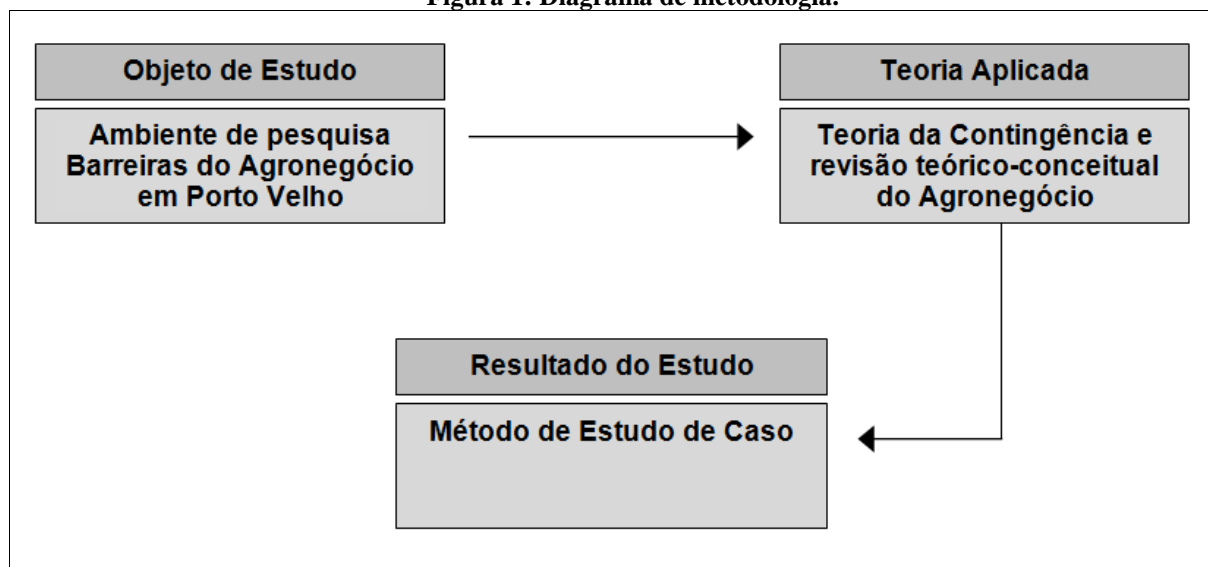 Figura 1: Diagrama de metodologia.
Objeto de Estudo
Ambiente de pesquisa
Barreiras do Agronegócio
em Porto Velho
Teoria Aplicada
Teoria da Contingência e
revisão teórico-conceitual
do Agronegócio
Resultado do Estudo
Método de Estudo de Caso